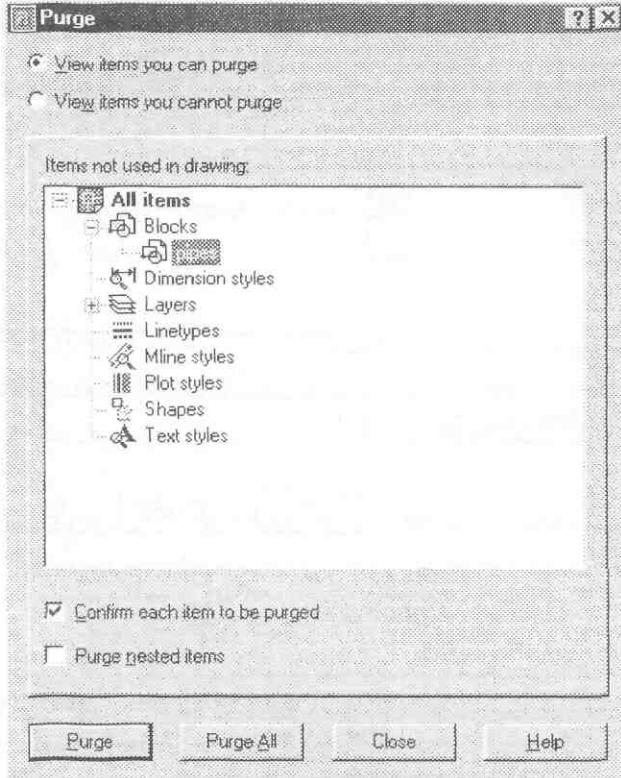 Purge
View items you can purge
View items you cannot purge
Items not used in drawing:
All items
Blocks
Dimension styles
Layers
Linetypes
Mline styles
Plot styles
Shapes
Text styles
Confirm each item to be purged
Purge nested items
Purge
Purge All
Close
Help